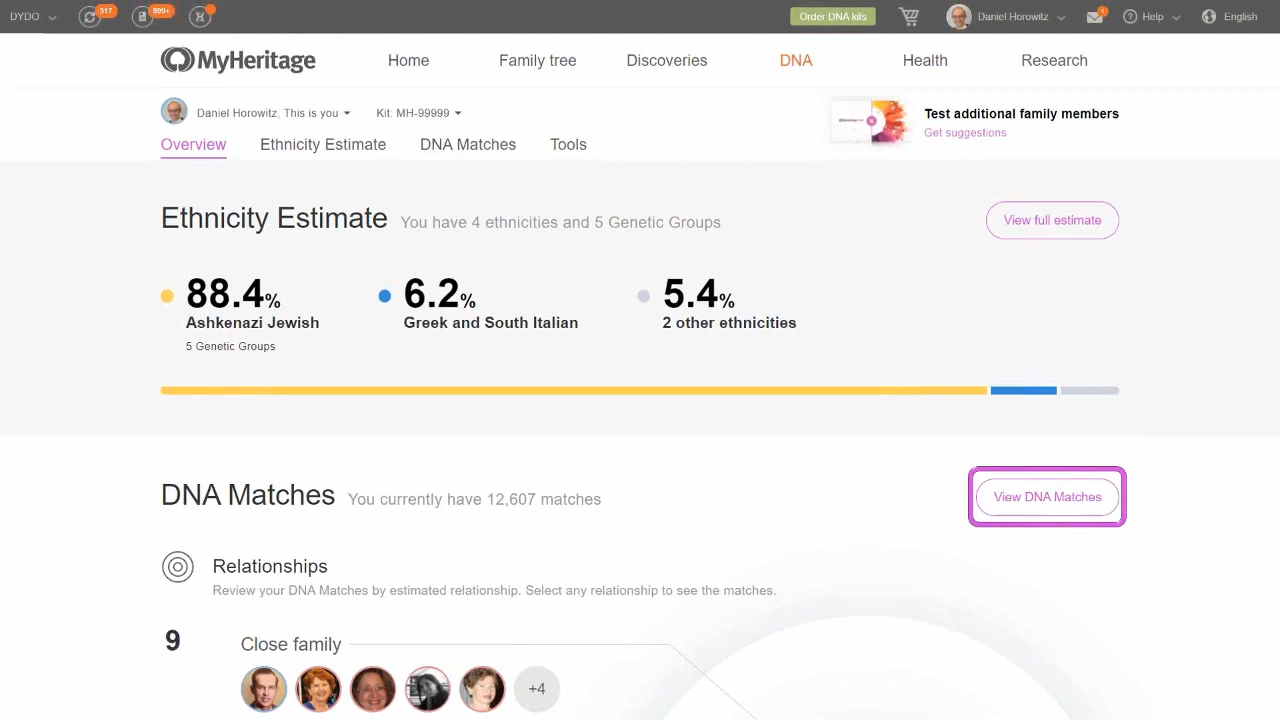 DYDO 317 999+ Order DNA kits Daniel Horowitz 1 Help English
MyHeritage Home Family tree Discoveries DNA Health Research
Daniel Horowitz, This is you Kit: MH-99999
Test additional family members
Get suggestions
Overview Ethnicity Estimate DNA Matches Tools
Ethnicity Estimate You have 4 ethnicities and 5 Genetic Groups View full estimate
88.4% 6.2% 5.4%
Ashkenazi Jewish Greek and South Italian 2 other ethnicities
5 Genetic Groups
DNA Matches You currently have 12,607 matches View DNA Matches
Relationships
Review your DNA Matches by estimated relationship. Select any relationship to see the matches.
9 Close family
+4